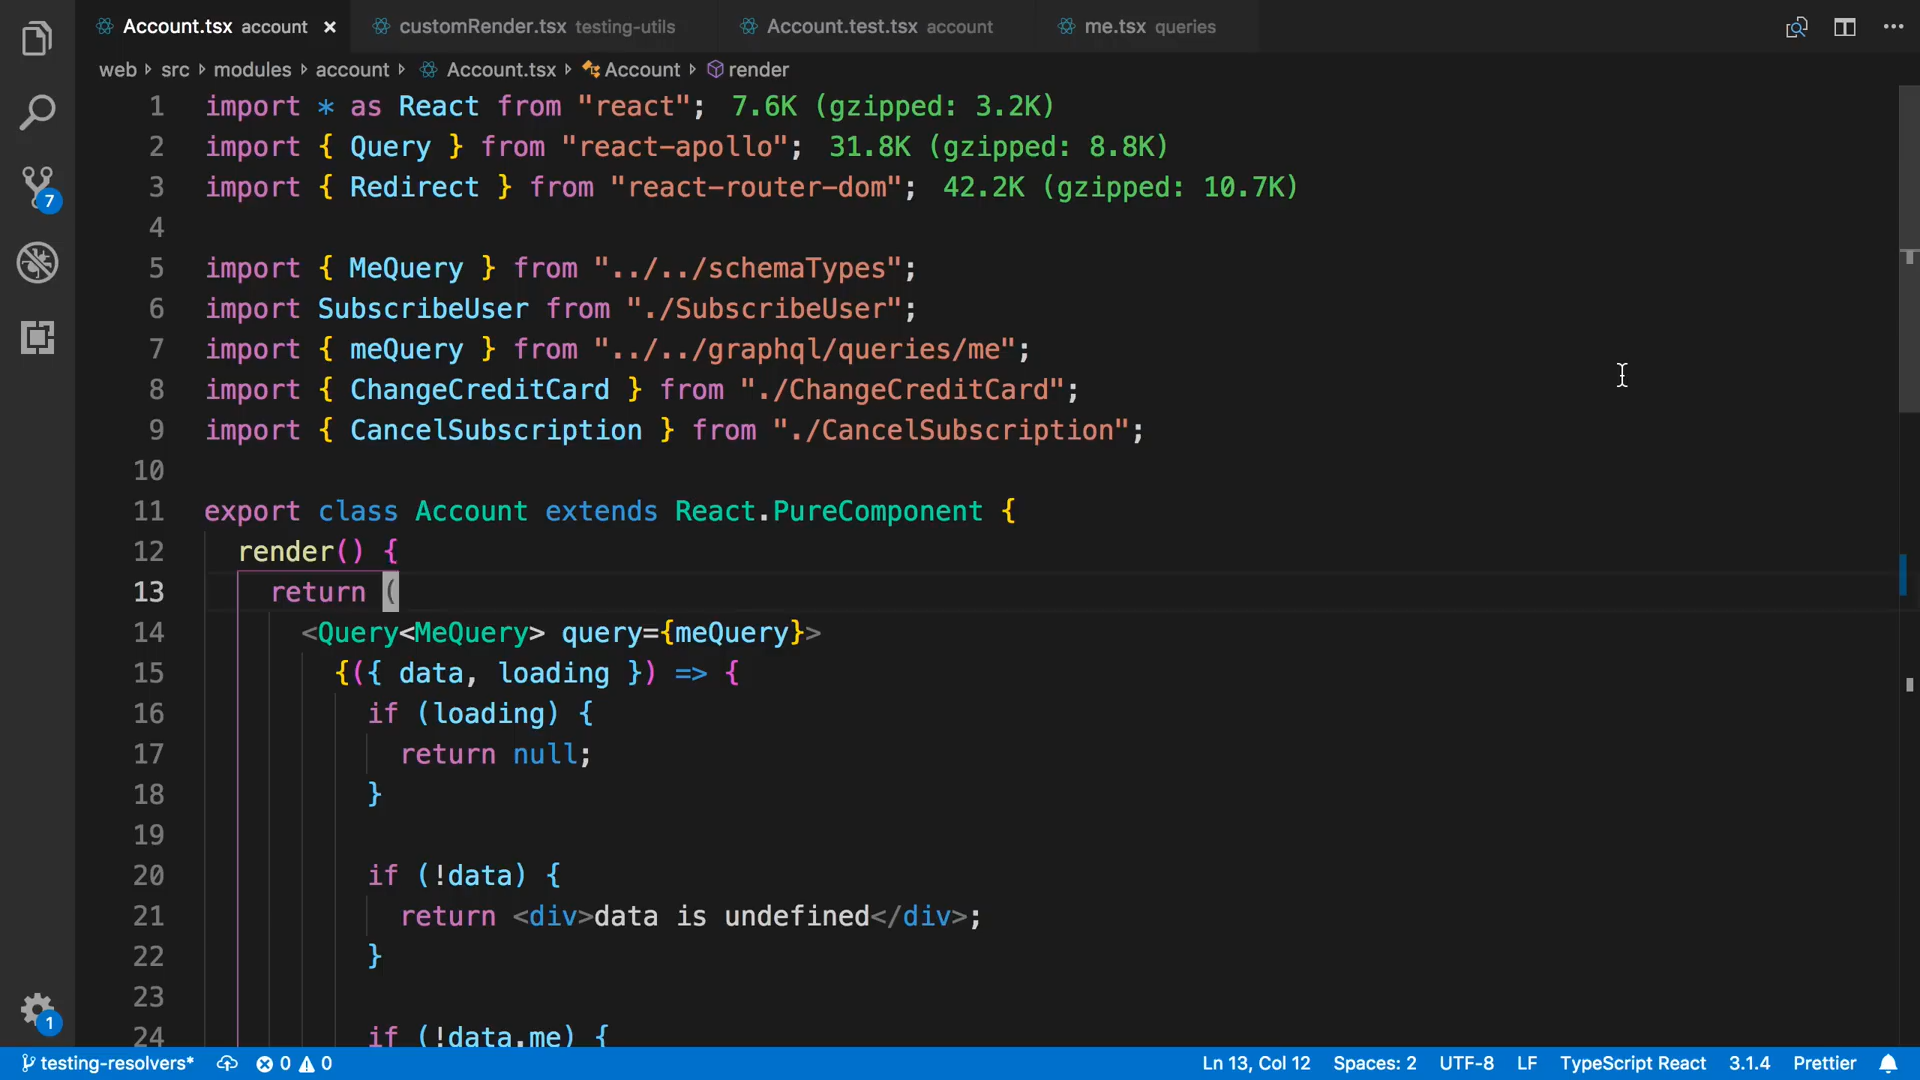 Account.tsx account × customRender.tsx testing-utils Account.test.tsx account me.tsx queries
web › src › modules › account › Account.tsx › Account › render
1 import * as React from "react"; 7.6K (gzipped: 3.2K)
2 import { Query } from "react-apollo"; 31.8K (gzipped: 8.8K)
3 import { Redirect } from "react-router-dom"; 42.2K (gzipped: 10.7K)
4
5 import { MeQuery } from "../../schemaTypes";
6 import SubscribeUser from "./SubscribeUser";
7 import { meQuery } from "../../graphql/queries/me";
8 import { ChangeCreditCard } from "./ChangeCreditCard";
9 import { CancelSubscription } from "./CancelSubscription";
10
11 export class Account extends React.PureComponent {
12 render() {
13 return (
14 <Query<MeQuery> query={meQuery}>
15 {({ data, loading }) => {
16 if (loading) {
17 return null;
18 }
19
20 if (!data) {
21 return <div>data is undefined</div>;
22 }
23
24 if (!data.me) {
7
1
testing-resolvers* 0 0 Ln 13, Col 12 Spaces: 2 UTF-8 LF TypeScript React 3.1.4 Prettier